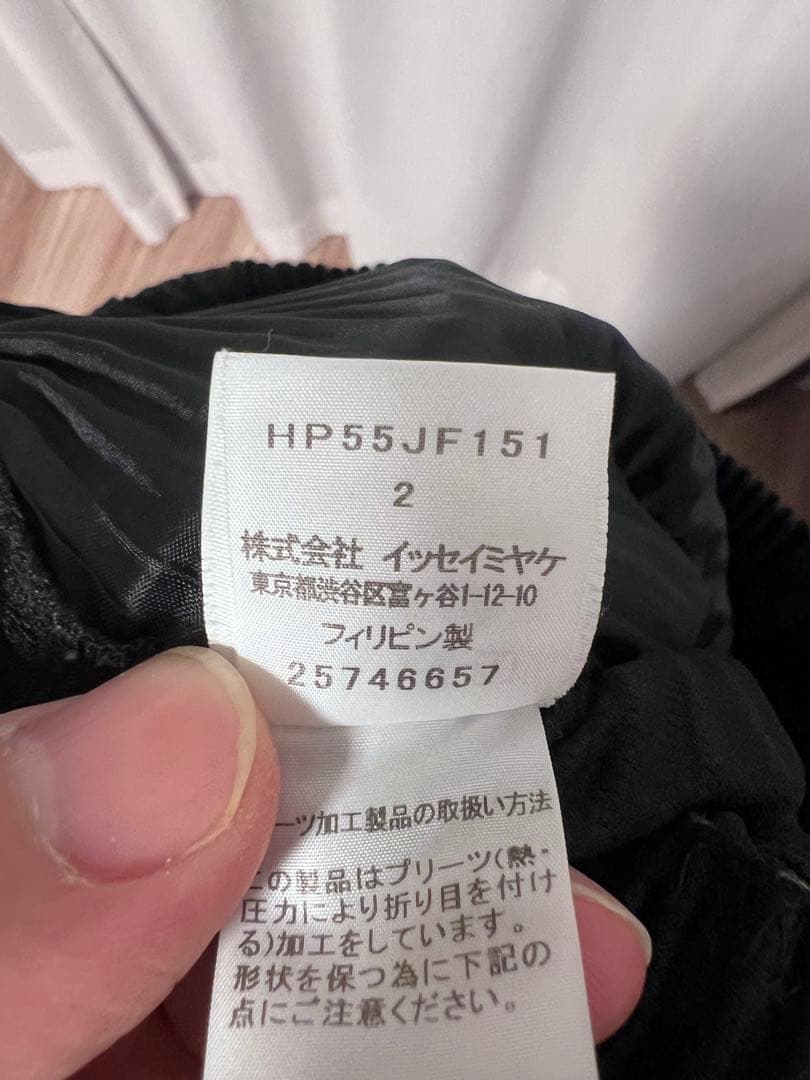 HP55JF151
2
株式会社 イッセイミヤケ
東京都渋谷区富ヶ谷1-12-10
フィリピン製
25746657
ーツ加工製品の取扱い方法
この製品はプリーツ(熱・
圧力により折り目を付け
る)加工をしています。
形状を保つ為に下記の
点にご注意ください。